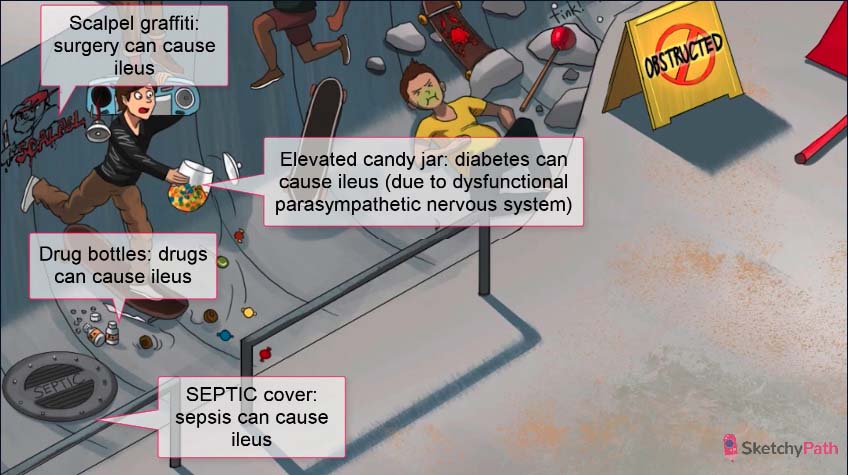 Scalpel graffiti:
surgery can cause
ileus
Tink!
OBSTRUCTED
SCALPEL
Elevated candy jar: diabetes can
cause ileus (due to dysfunctional
parasympathetic nervous system)
Drug bottles: drugs
can cause ileus
SEPTIC
SEPTIC cover:
sepsis can cause
ileus
SketchyPath